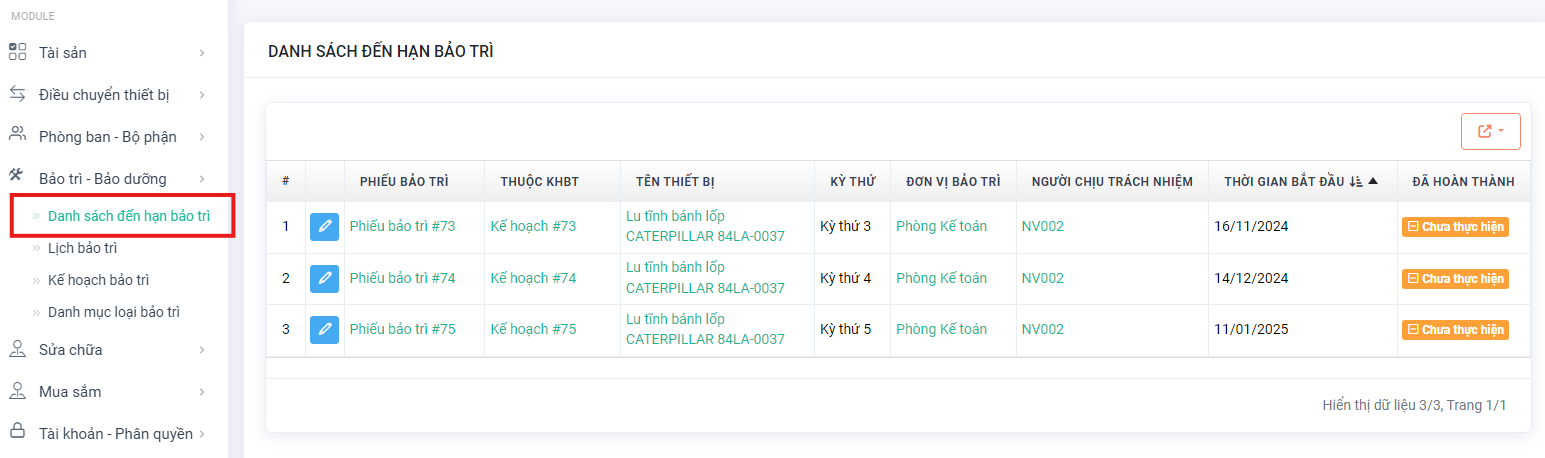 MODULE
Tài sản
Điều chuyển thiết bị
Phòng ban - Bộ phận
Bảo trì - Bảo dưỡng
Danh sách đến hạn bảo trì
Lịch bảo trì
Kế hoạch bảo trì
Danh mục loại bảo trì
Sửa chữa
Mua sắm
Tài khoản - Phân quyền
DANH SÁCH ĐẾN HẠN BẢO TRÌ
# PHIẾU BẢO TRÌ THUỘC KHBT TÊN THIẾT BỊ KỲ THỨ ĐƠN VỊ BẢO TRÌ NGƯỜI CHỊU TRÁCH NHIỆM THỜI GIAN BẮT ĐẦU ĐÃ HOÀN THÀNH
1 Phiếu bảo trì #73 Kế hoạch #73 Lu tĩnh bánh lốp Kỳ thứ 3 Phòng Kế toán NV002 16/11/2024 Chưa thực hiện
CATERPILLAR 84LA-0037
2 Phiếu bảo trì #74 Kế hoạch #74 Lu tĩnh bánh lốp Kỳ thứ 4 Phòng Kế toán NV002 14/12/2024 Chưa thực hiện
CATERPILLAR 84LA-0037
3 Phiếu bảo trì #75 Kế hoạch #75 Lu tĩnh bánh lốp Kỳ thứ 5 Phòng Kế toán NV002 11/01/2025 Chưa thực hiện
CATERPILLAR 84LA-0037
Hiển thị dữ liệu 3/3, Trang 1/1